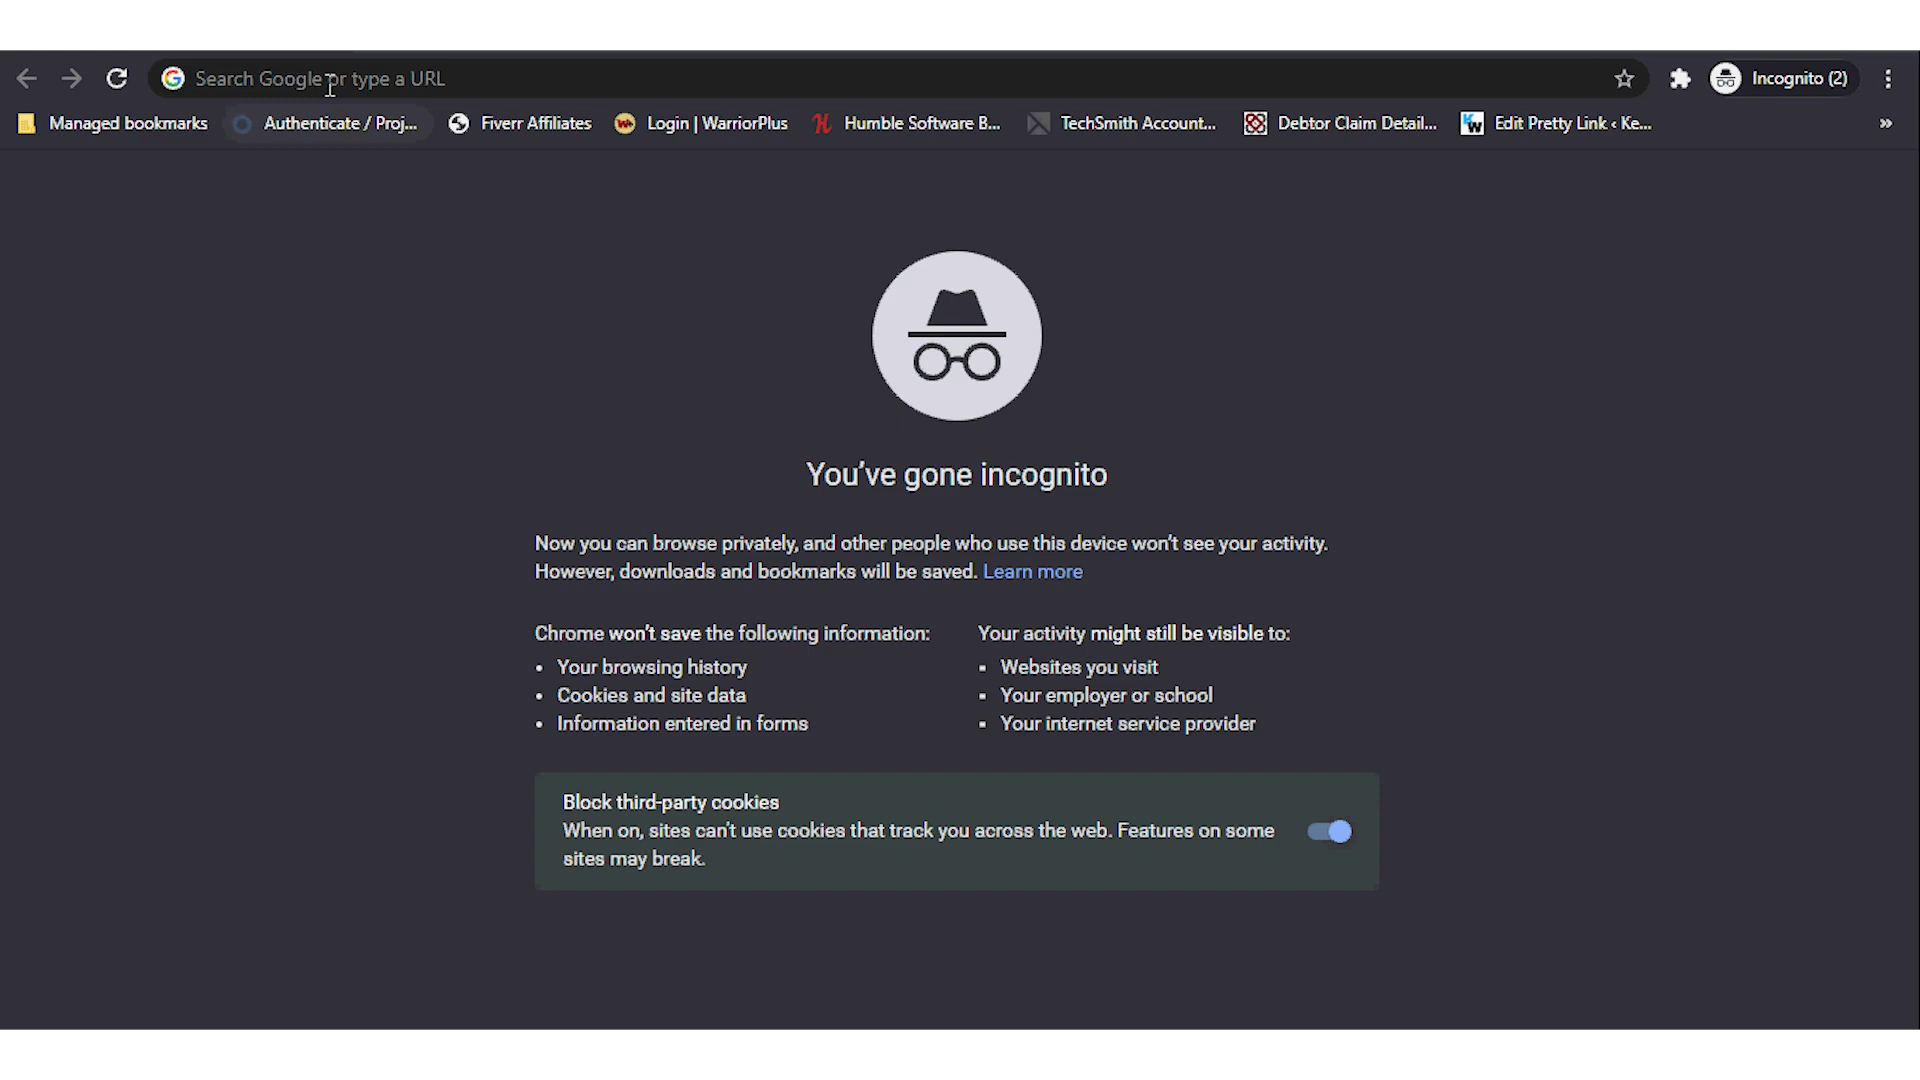 Search Google or type a URL
Incognito (2)
Managed bookmarks
Authenticate / Proj...
Fiverr Affiliates
Login | WarriorPlus
Humble Software B...
TechSmith Account...
Debtor Claim Detail...
Edit Pretty Link ‹ Ke...
You've gone incognito
Now you can browse privately, and other people who use this device won't see your activity.
However, downloads and bookmarks will be saved. Learn more
Chrome won't save the following information:
Your browsing history
Cookies and site data
Information entered in forms
Your activity might still be visible to:
Websites you visit
Your employer or school
Your internet service provider
Block third-party cookies
When on, sites can't use cookies that track you across the web. Features on some
sites may break.